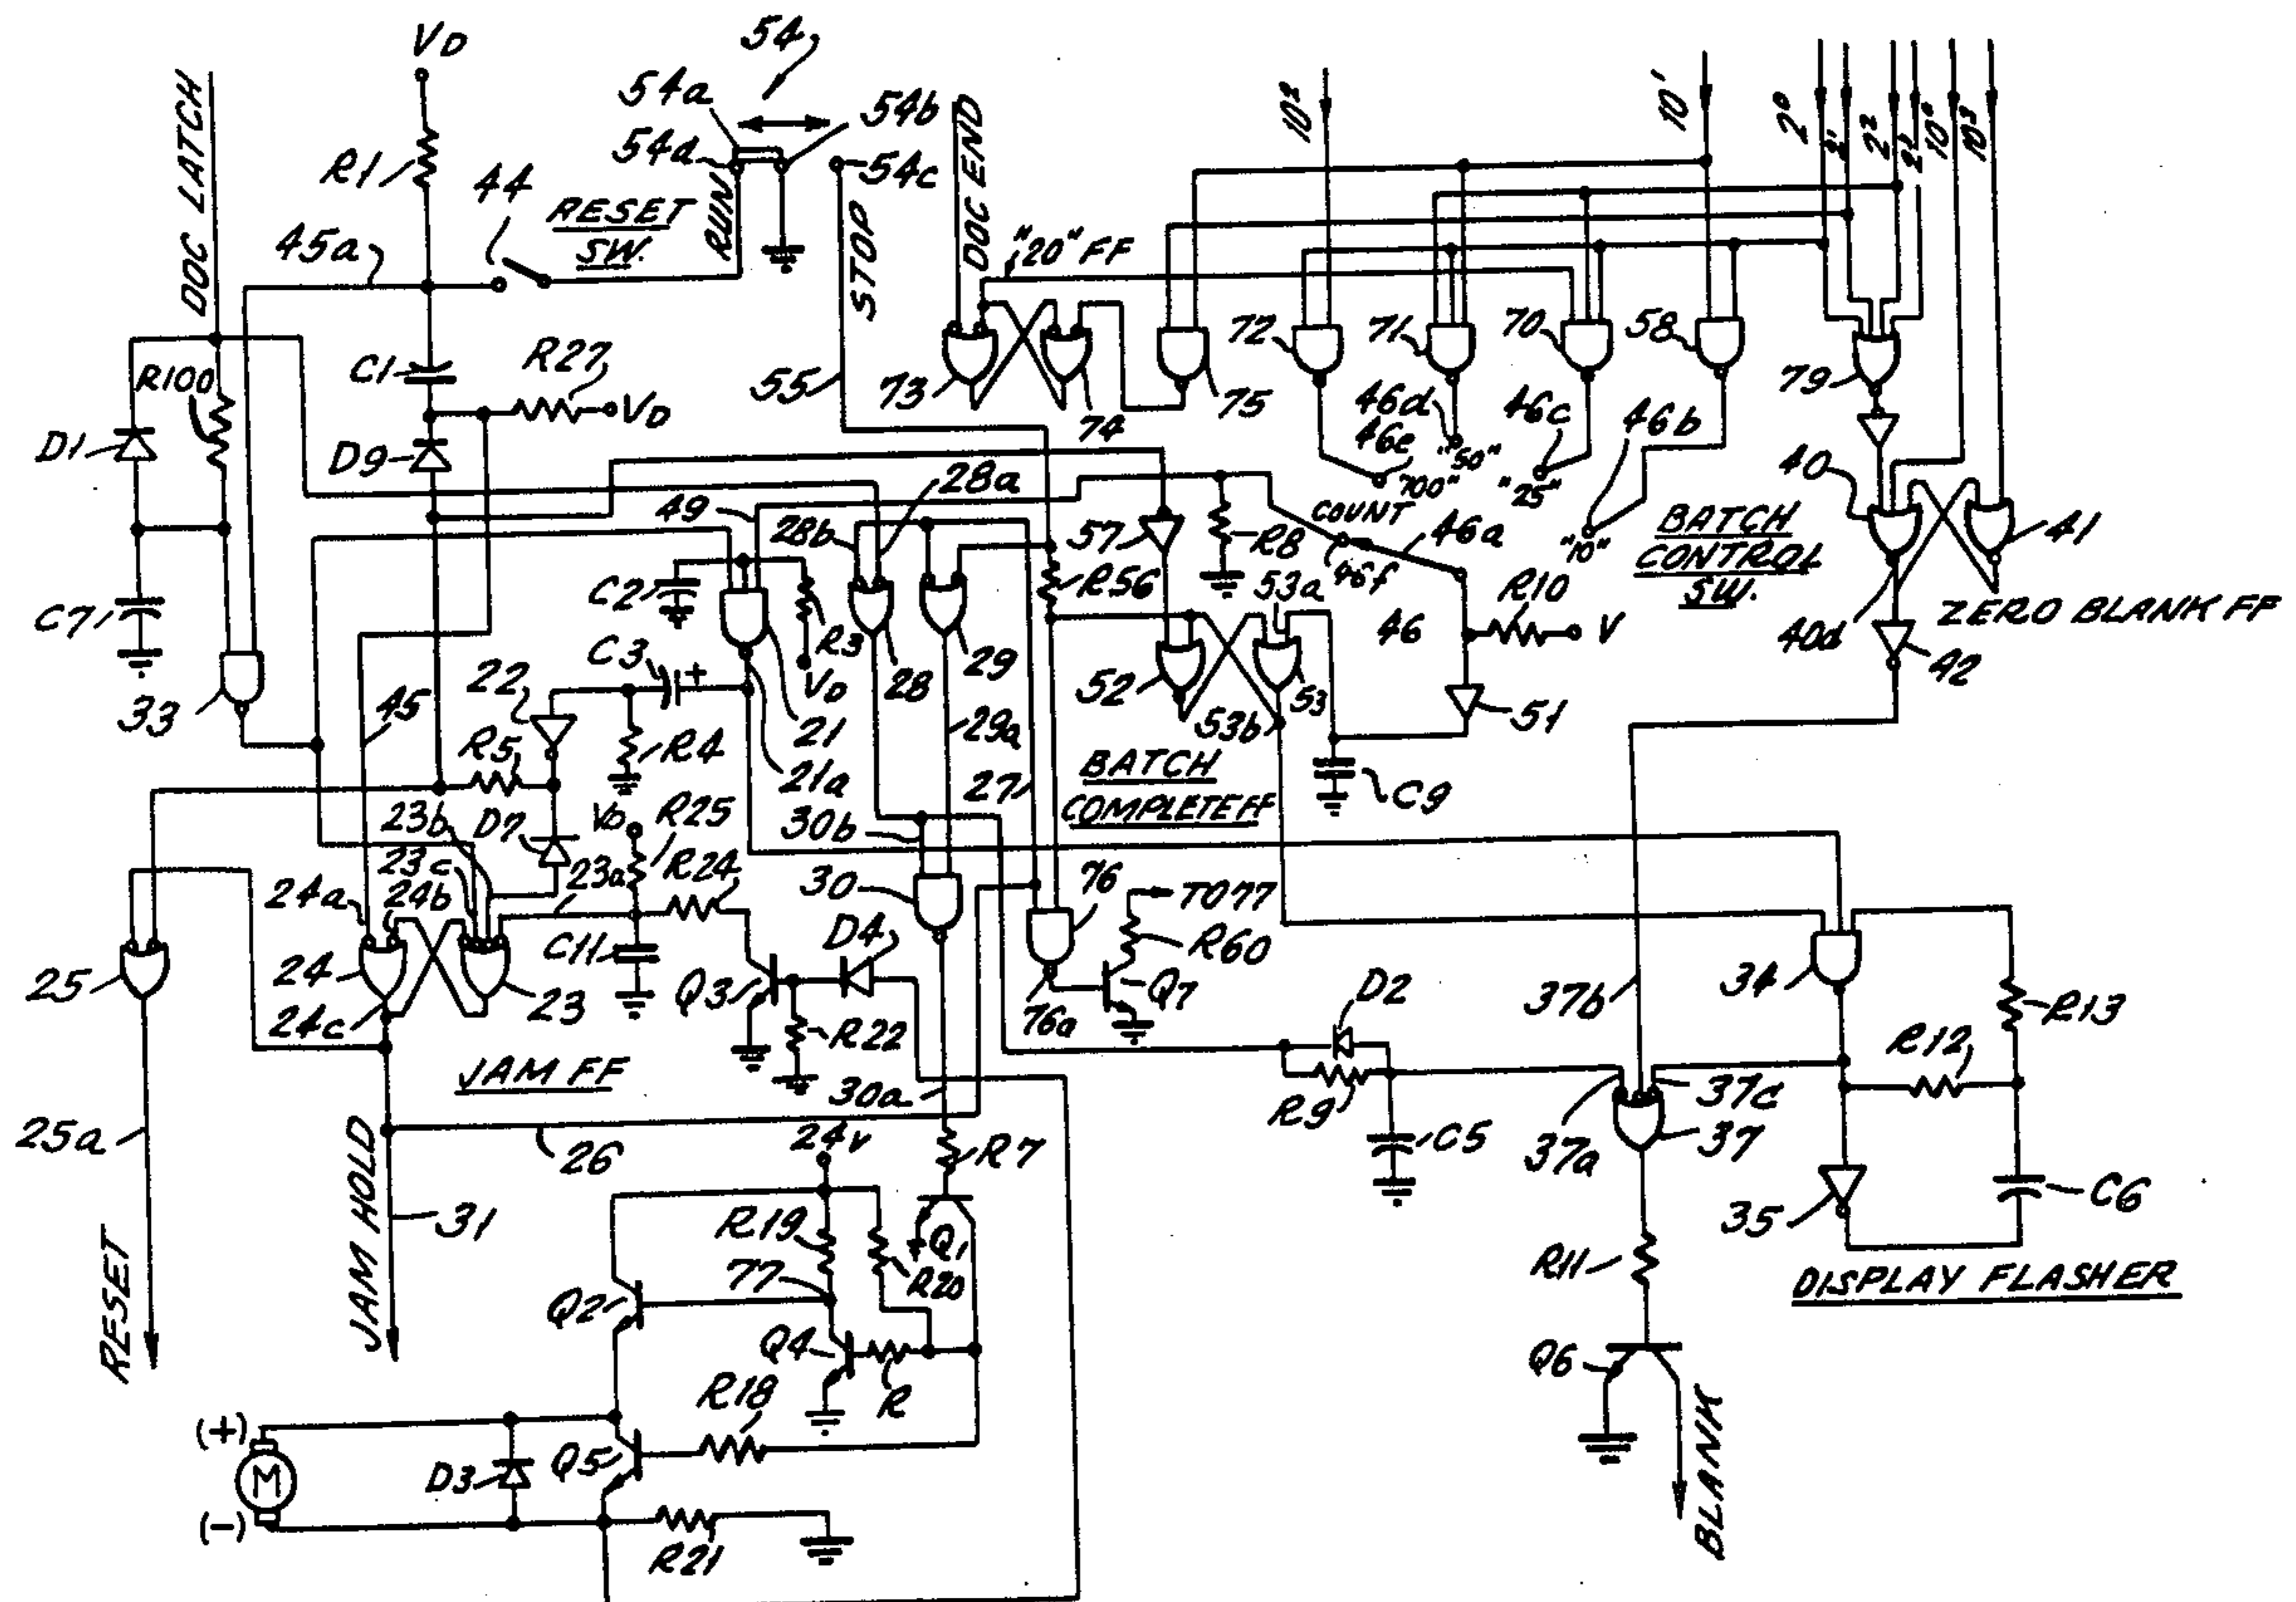 VD
54
DOC LATCH
54a
54b
54d
54c
R1
44
RESET
SW.
RUN
STOP
DOC END
"20" FF
10²
10'
2⁰
2'
2²
2'
10⁰
10³
45a
R100
C1
R27
VD
D1
D9
55
73
74
75
72
71
70
58
79
46d
46e
"50"
"100"
46c
"25"
46b
"10"
40
41
28a
49
28b
COUNT
46a
46f
BATCH
CONTROL
SW.
57
R8
R56
53a
R10
V
46
40a
ZERO BLANK FF
42
C7
C2
R3
VD
C3 +
28
29
52
53
53b
51
33
22
45
R4
21
21a
29a
27
R5
BATCH
COMPLETE FF
C9
23b
D7
VD
R25
30b
23c
23a
R24
30
76
TO 77
24a
24b
C11
D4
R60
25
24
23
Q3
24c
R22
76a
Q7
D2
37b
34
R13
R12
JAM FF
30a
R9
C5
37a
37c
37
25a
26
24v
R7
35
C6
JAM HOLD
31
R19
Q1
R20
77
RESET
Q2
Q4
R
R18
R11
DISPLAY FLASHER
Q6
BLANK
(+)
M
D3
Q5
(-)
R21